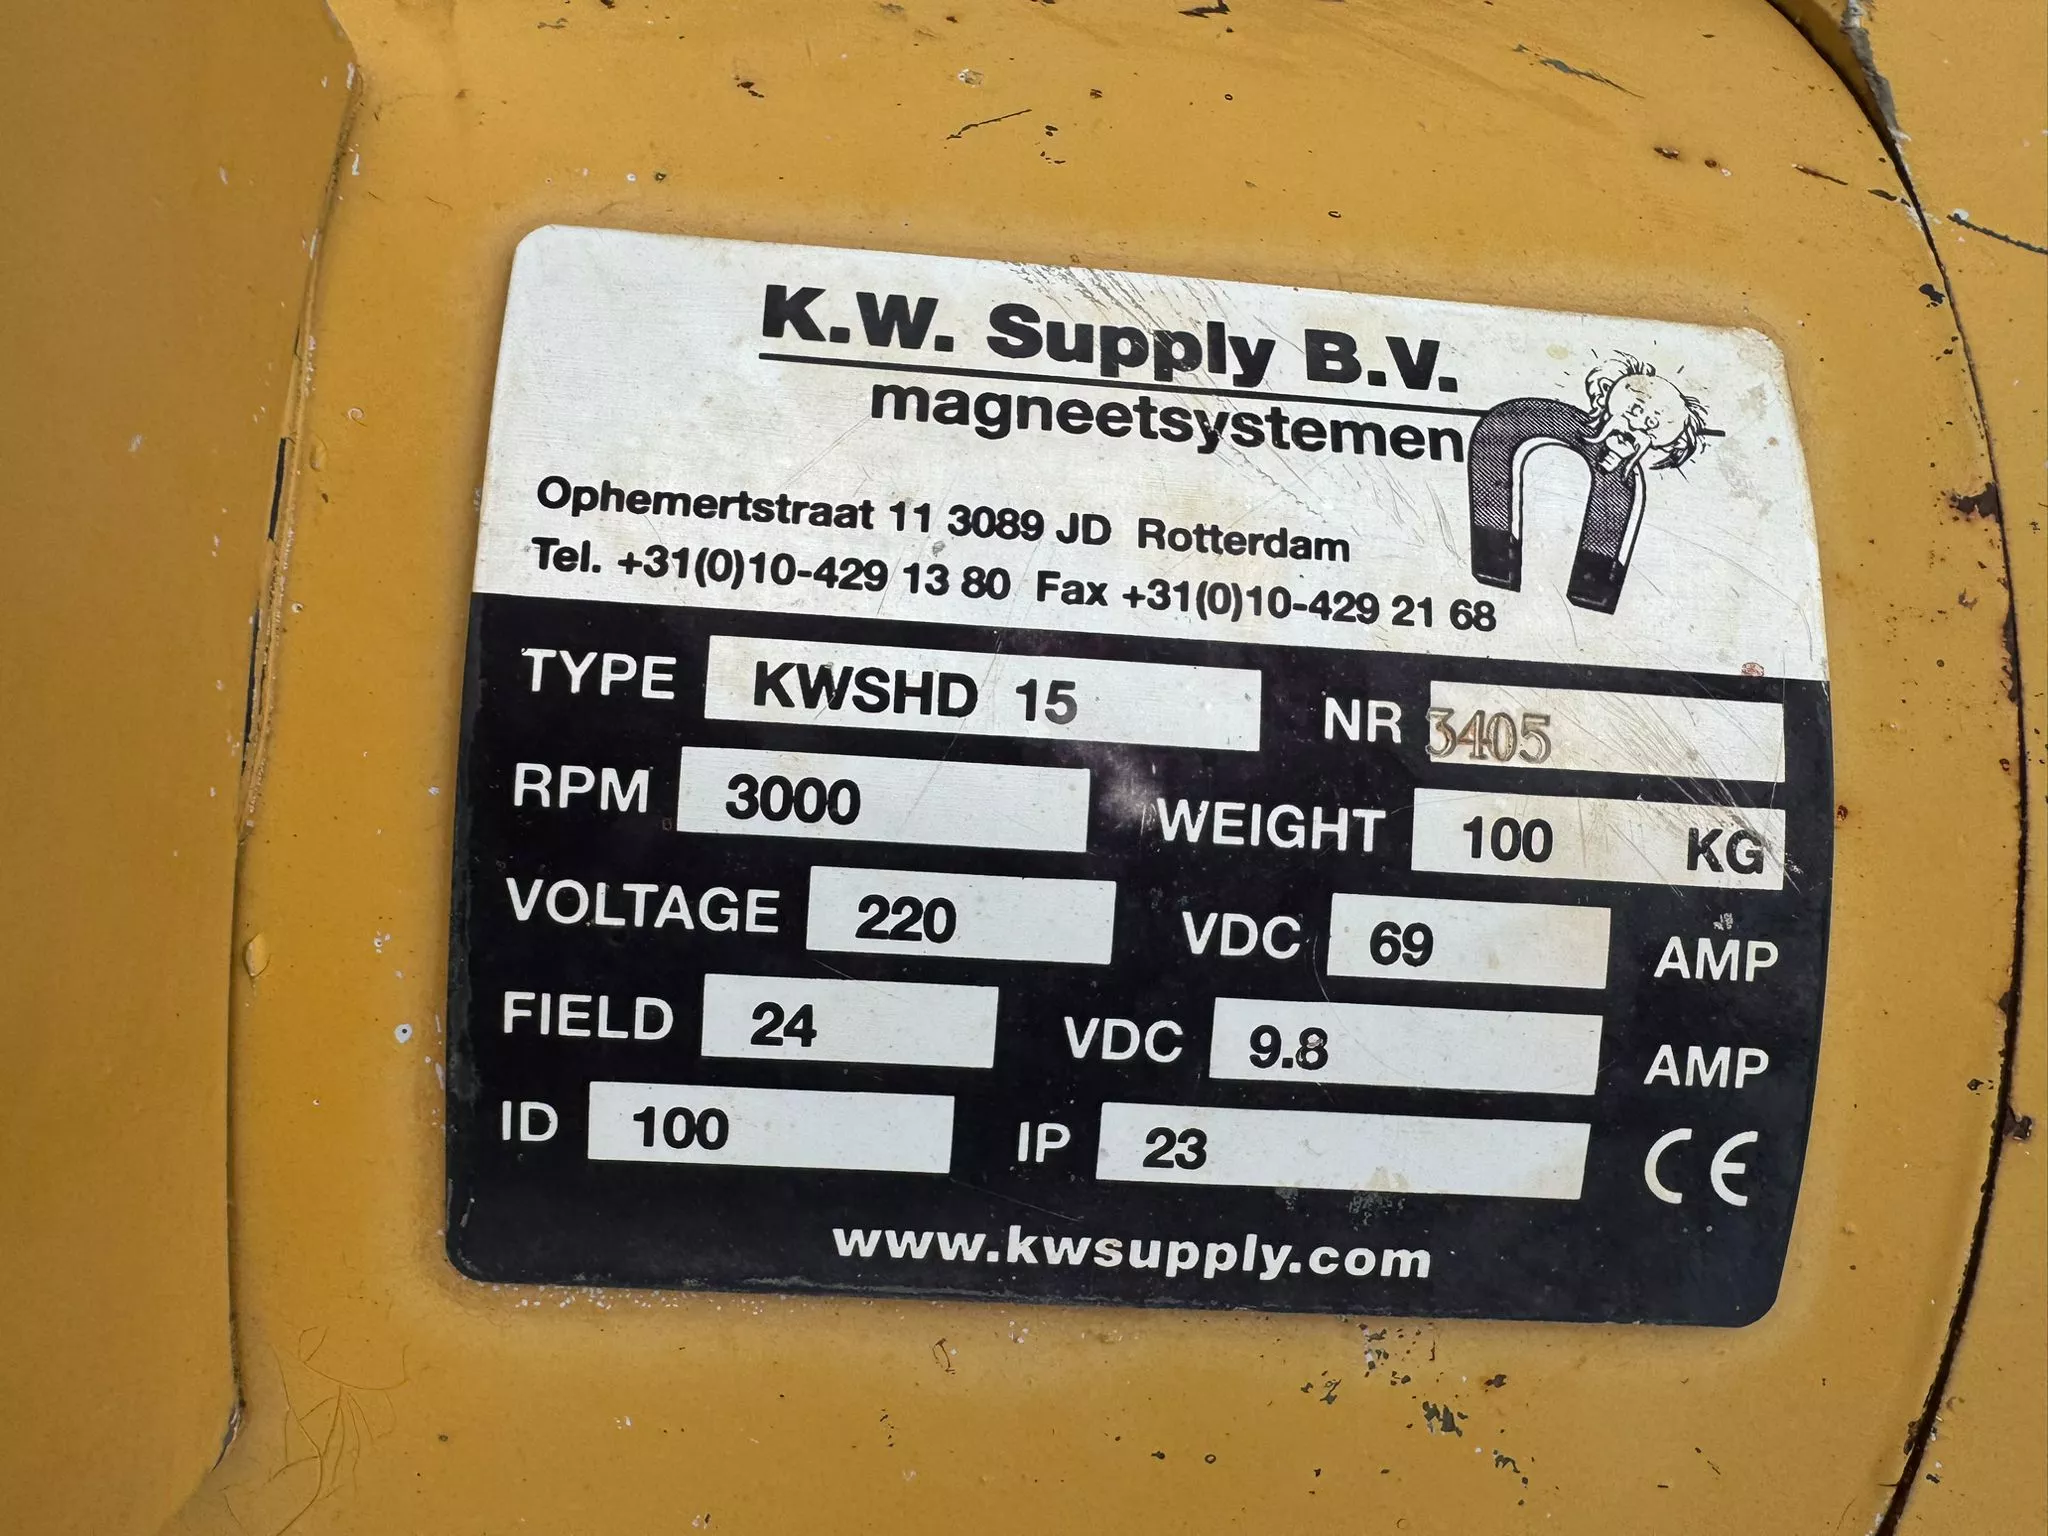 K.W. Supply B.V.
magneetsystemen
Ophemertstraat 11 3089 JD Rotterdam
Tel. +31(0)10-429 13 80 Fax +31(0)10-429 21 68
TYPE KWSHD 15 NR 3405
RPM 3000 WEIGHT 100 KG
VOLTAGE 220 VDC 69 AMP
FIELD 24 VDC 9.8 AMP
ID 100 IP 23 CE
www.kwsupply.com